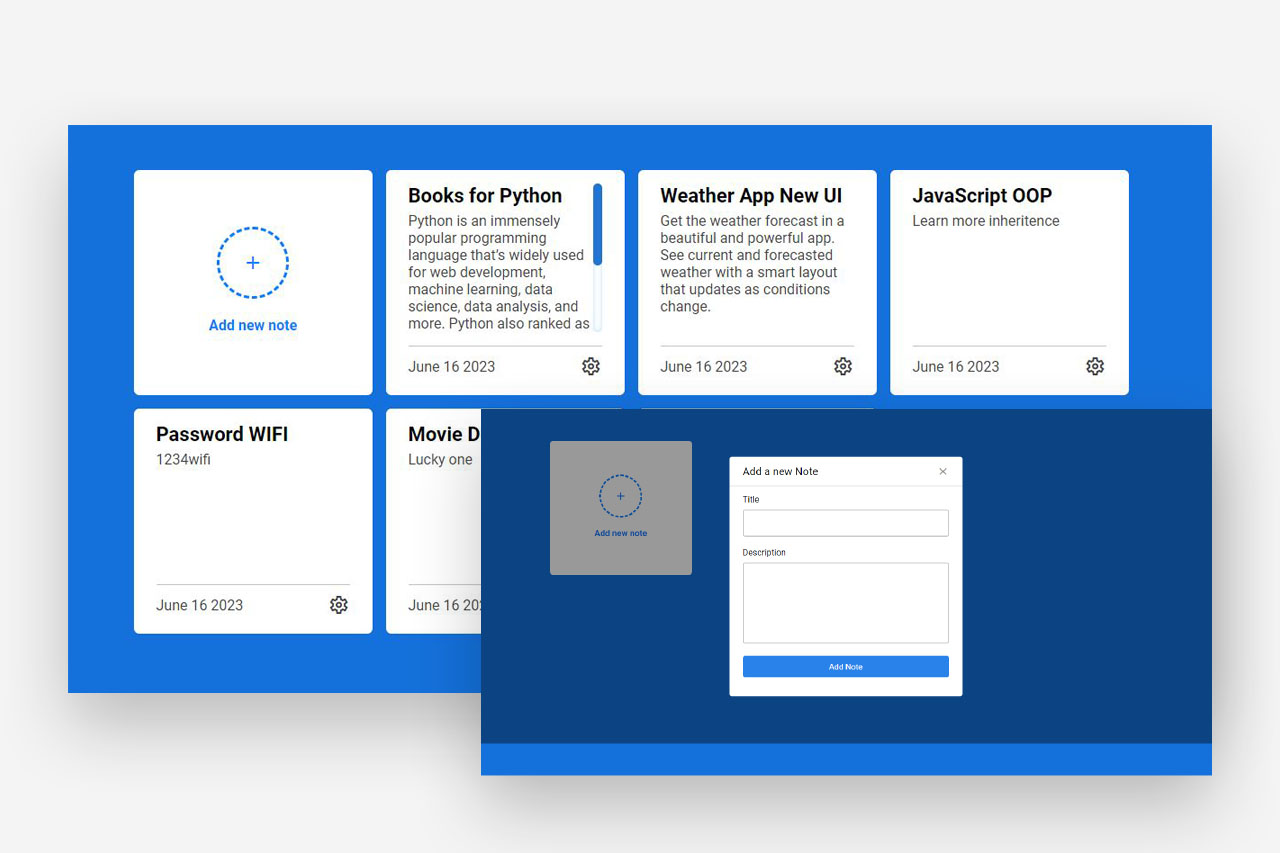 Add new note
Books for Python
Python is an immensely
popular programming
language that's widely used
for web development,
machine learning, data
science, data analysis, and
more. Python also ranked as
June 16 2023
Weather App New UI
Get the weather forecast in a
beautiful and powerful app.
See current and forecasted
weather with a smart layout
that updates as conditions
change.
June 16 2023
JavaScript OOP
Learn more inheritence
June 16 2023
Password WIFI
1234wifi
June 16 2023
Movie D
Lucky one
June 16 20
Add new note
Add a new Note
Title
Description
Add Note